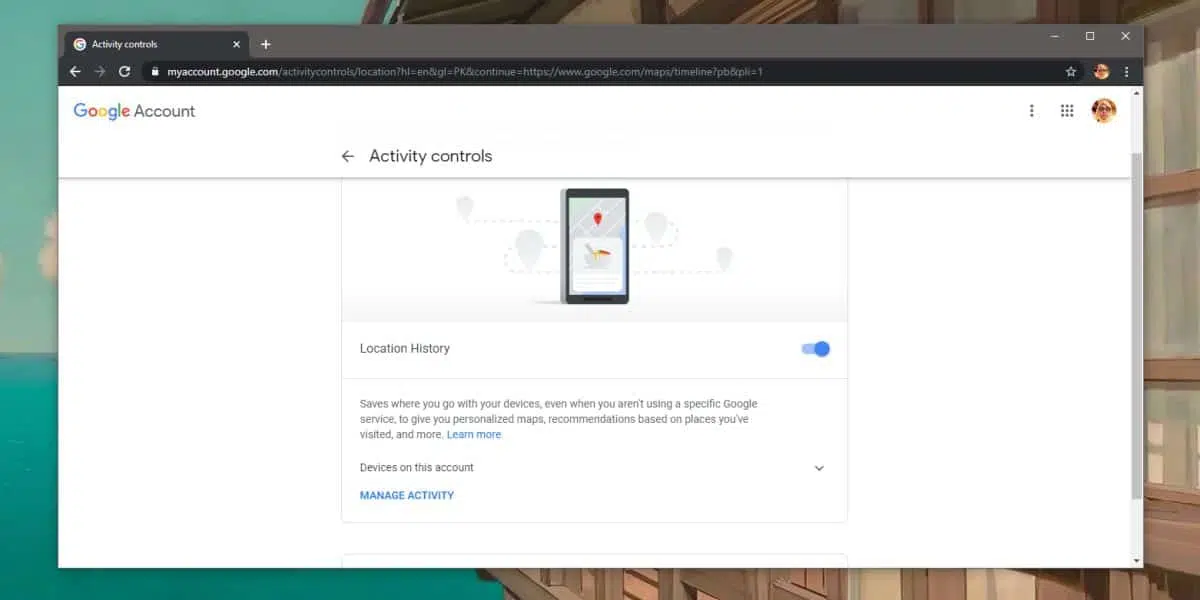 Activity controls
myaccount.google.com/activitycontrols/location?hl=en&gl=PK&continue=https://www.google.com/maps/timeline?pb&pli=1
Google Account
Activity controls
Location History
Saves where you go with your devices, even when you aren't using a specific Google
service, to give you personalized maps, recommendations based on places you've
visited, and more. Learn more
Devices on this account
MANAGE ACTIVITY